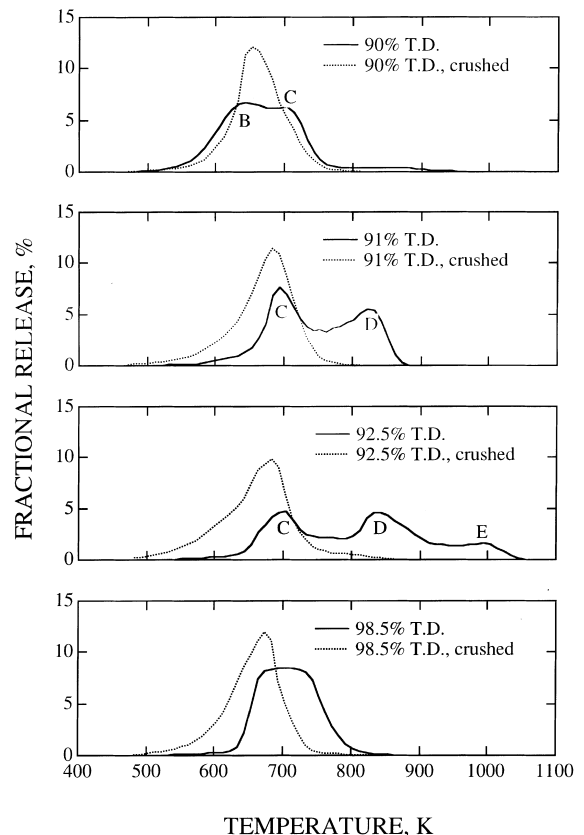 15
90% T.D.
90% T.D., crushed
10
C
5
B
0
15
91% T.D.
91% T.D., crushed
10
5
C
D
0
FRACTIONAL RELEASE, %
15
92.5% T.D.
92.5% T.D., crushed
10
5
C
D
E
0
15
98.5% T.D.
98.5% T.D., crushed
10
5
0
400 500 600 700 800 900 1000 1100
TEMPERATURE, K